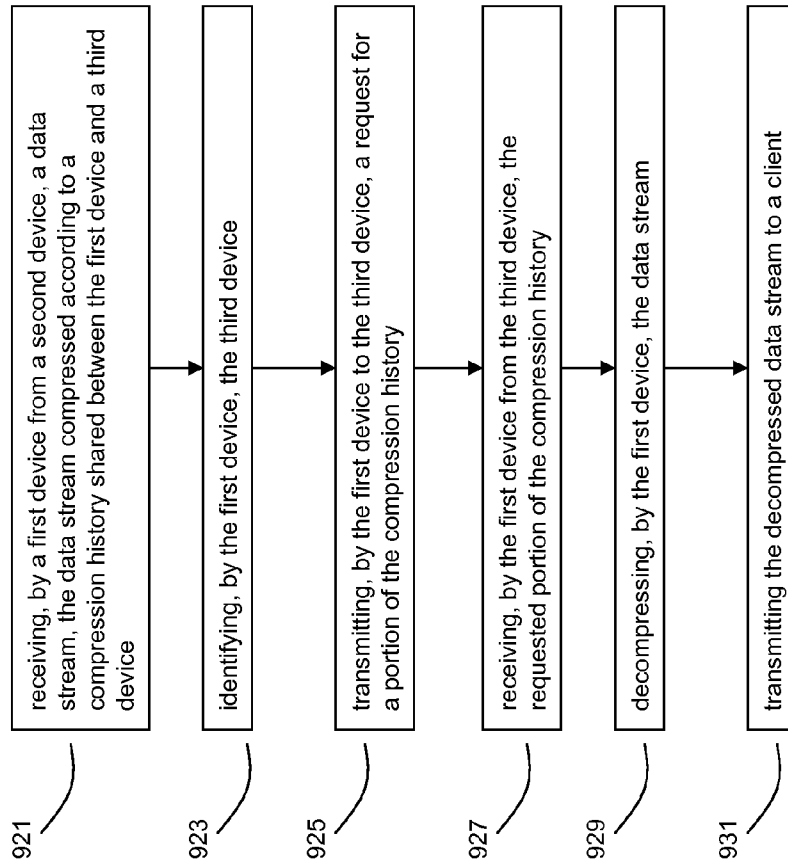 921
receiving, by a first device from a second device, a data
stream, the data stream compressed according to a
compression history shared between the first device and a third
device
923
identifying, by the first device, the third device
925
transmitting, by the first device to the third device, a request for
a portion of the compression history
927
receiving, by the first device from the third device, the
requested portion of the compression history
929
decompressing, by the first device, the data stream
931
transmitting the decompressed data stream to a client